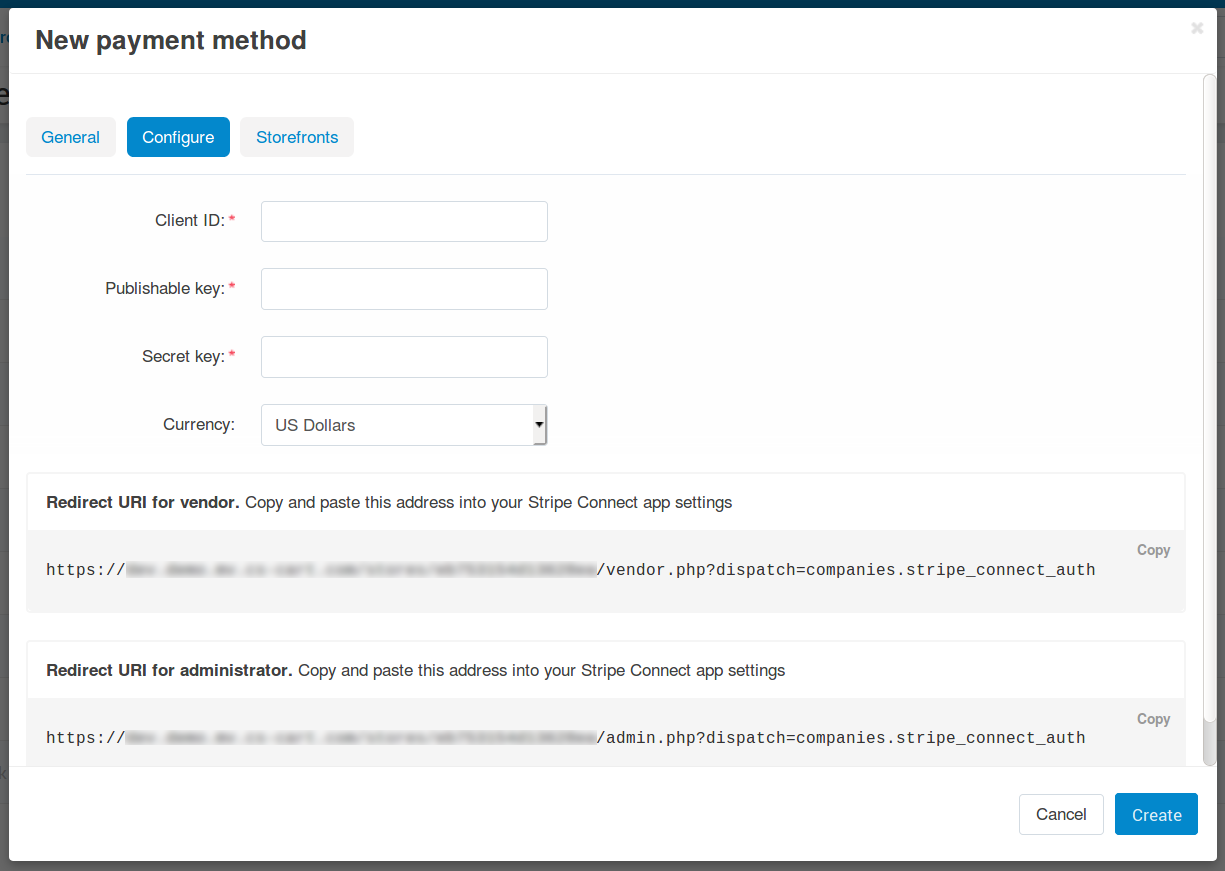 New payment method
General Configure Storefronts
Client ID: *
Publishable key: *
Secret key: *
Currency: US Dollars
Redirect URI for vendor. Copy and paste this address into your Stripe Connect app settings
Copy
https:// /vendor.php?dispatch=companies.stripe_connect_auth
Redirect URI for administrator. Copy and paste this address into your Stripe Connect app settings
Copy
https:// /admin.php?dispatch=companies.stripe_connect_auth
Cancel Create